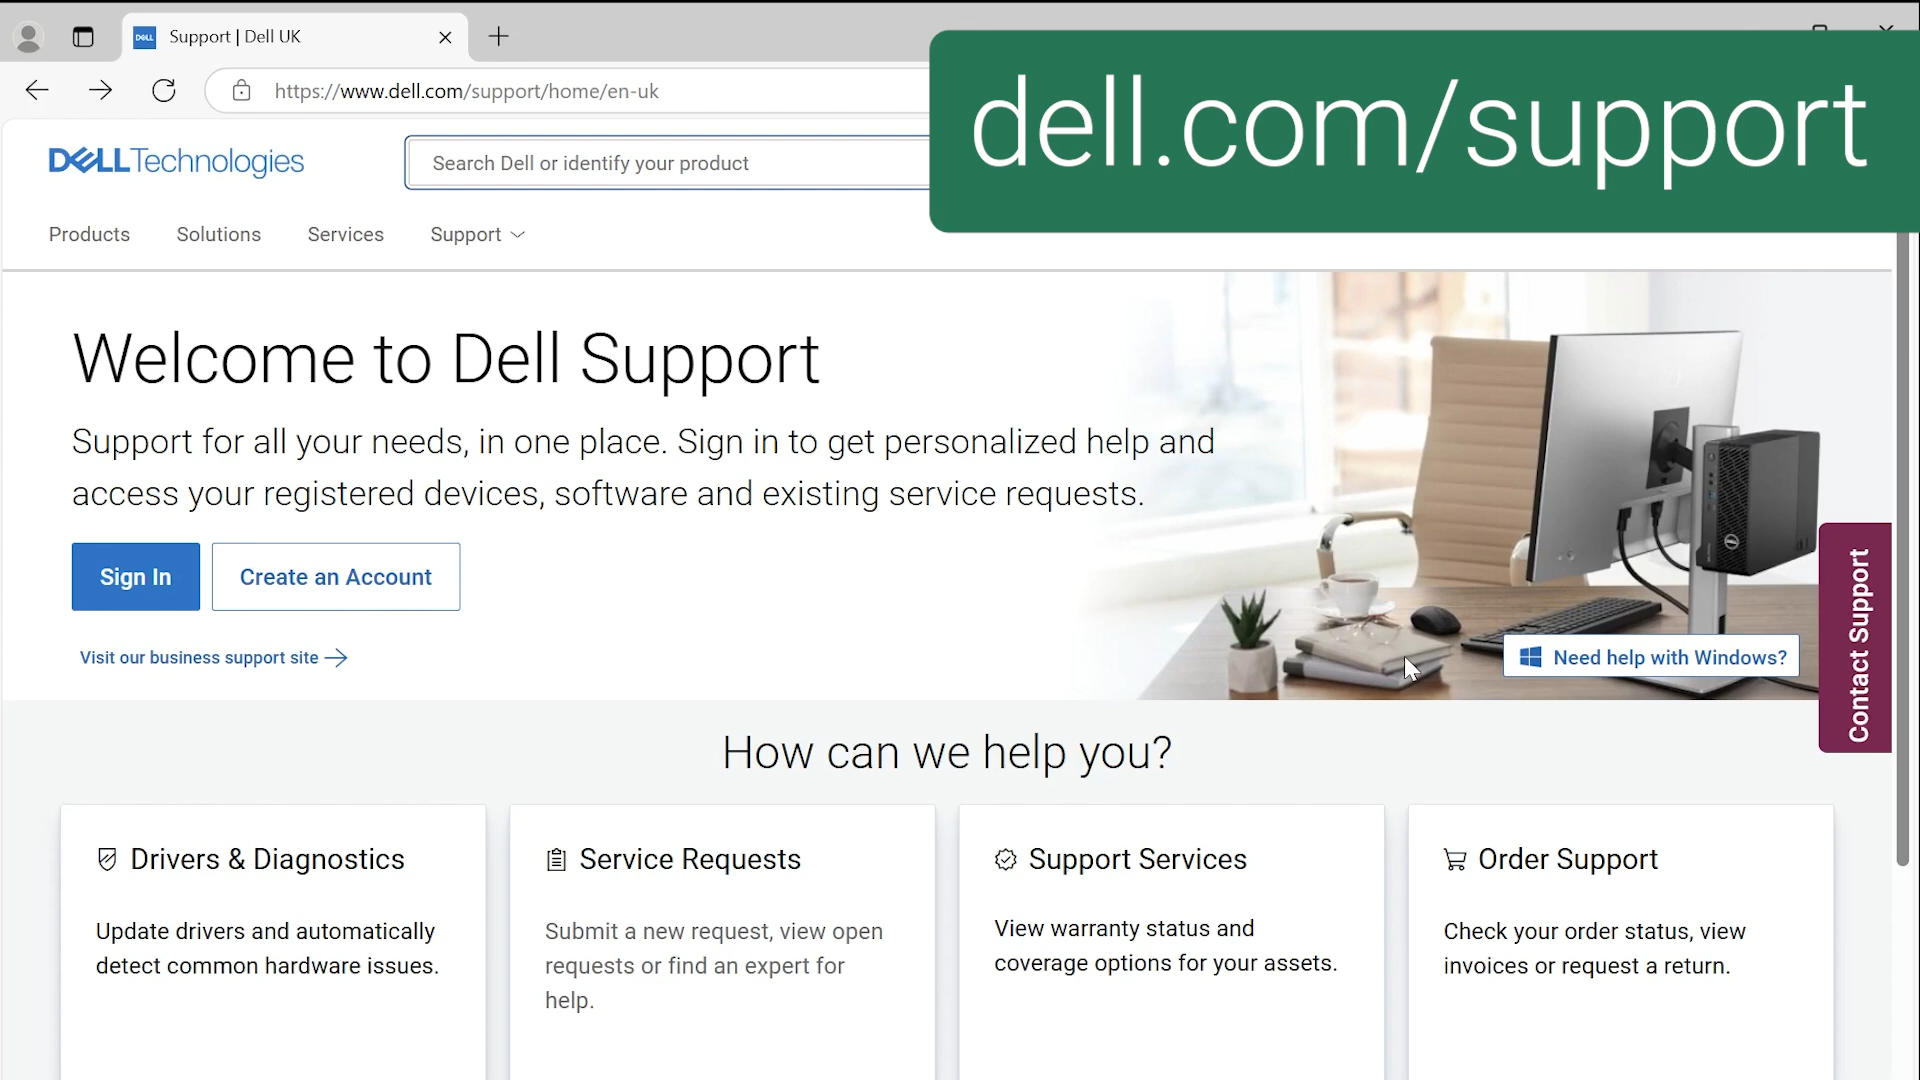 Support | Dell UK
https://www.dell.com/support/home/en-uk
dell.com/support
DELL Technologies
Search Dell or identify your product
Products
Solutions
Services
Support
Welcome to Dell Support
Support for all your needs, in one place. Sign in to get personalized help and
access your registered devices, software and existing service requests.
Sign In
Create an Account
Visit our business support site
Need help with Windows?
Contact Support
How can we help you?
Drivers & Diagnostics
Update drivers and automatically
detect common hardware issues.
Service Requests
Submit a new request, view open
requests or find an expert for
help.
Support Services
View warranty status and
coverage options for your assets.
Order Support
Check your order status, view
invoices or request a return.